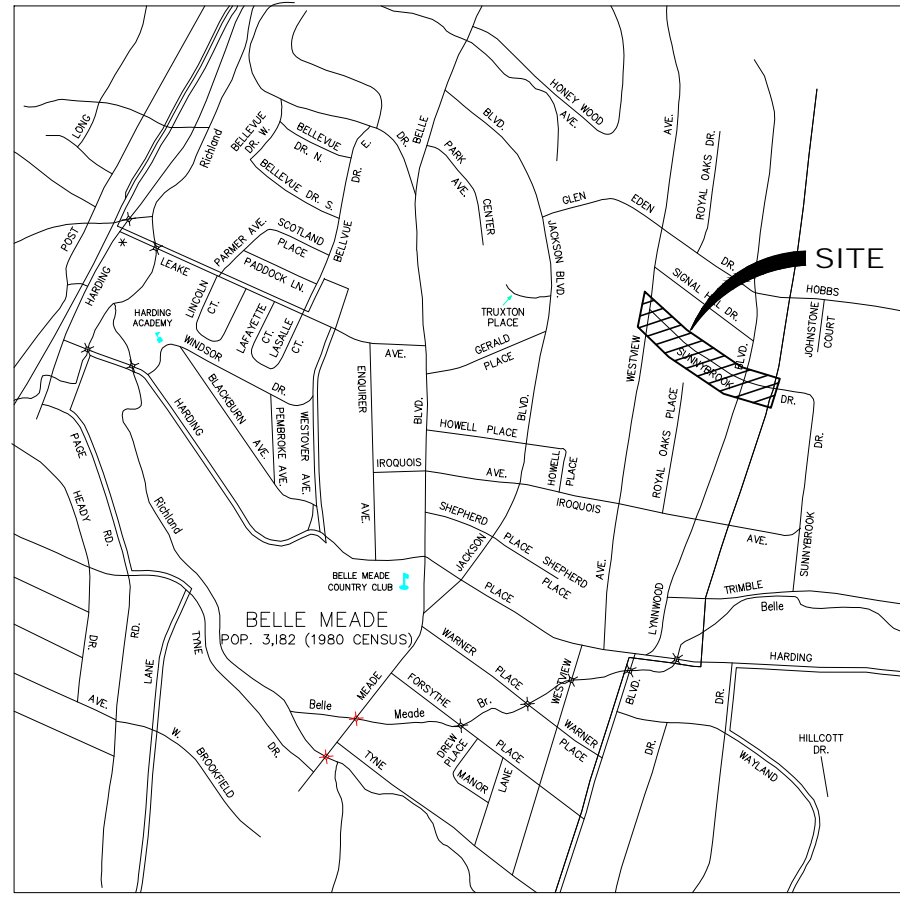 HONEY WOOD
AVE.
LONG
Richland
BELLEVUE
DR. W.
BELLEVUE
DR. N.
BELLEVUE DR. S.
DR. E
DR.
BELLE
BLVD.
PARK
AVE.
CENTER
AVE.
ROYAL OAKS DR.
GLEN
EDEN
DR.
SITE
HOBBS
SIGNAL HILL DR.
JOHNSTONE
COURT
POST
HARDING
LEAKE
PARMER AVE.
SCOTLAND
PLACE
PADDOCK LN.
BELLVUE
JACKSON BLVD.
TRUXTON
PLACE
LINCOLN
CT.
LAFAYETTE
CT.
LASALLE
CT.
HARDING
ACADEMY
WINDSOR
DR.
AVE.
GERALD
PLACE
WESTVIEW
SUNNYBROOK
BLVD.
DR.
BLACKBURN
AVE.
PEMBROKE AVE.
WESTOVER AVE.
ENQUIRER
AVE.
BLVD.
BLVD.
HARDING
HOWELL PLACE
HOWELL
PLACE
ROYAL OAKS PLACE
DR.
PAGE
RD.
HEADY
DR.
Richland
IROQUOIS
AVE.
IROQUOIS
AVE.
SHEPHERD
PLACE
SHEPHERD
PLACE
JACKSON
PLACE
AVE.
SUNNYBROOK
TRIMBLE
Belle
LYNNWOOD
BLVD.
BELLE MEADE
COUNTRY CLUB
BELLE MEADE
POP. 3,182 (1980 CENSUS)
RD.
LANE
TYNE
DR.
WARNER
PLACE
WESTVIEW
HARDING
DR.
AVE.
W.
BROOKFIELD
Belle
MEADE
Meade
Br.
FORSYTHE
PLACE
WARNER
PLACE
DREW
PLACE
MANOR
LANE
TYNE
DR.
WAYLAND
HILLCOTT
DR.